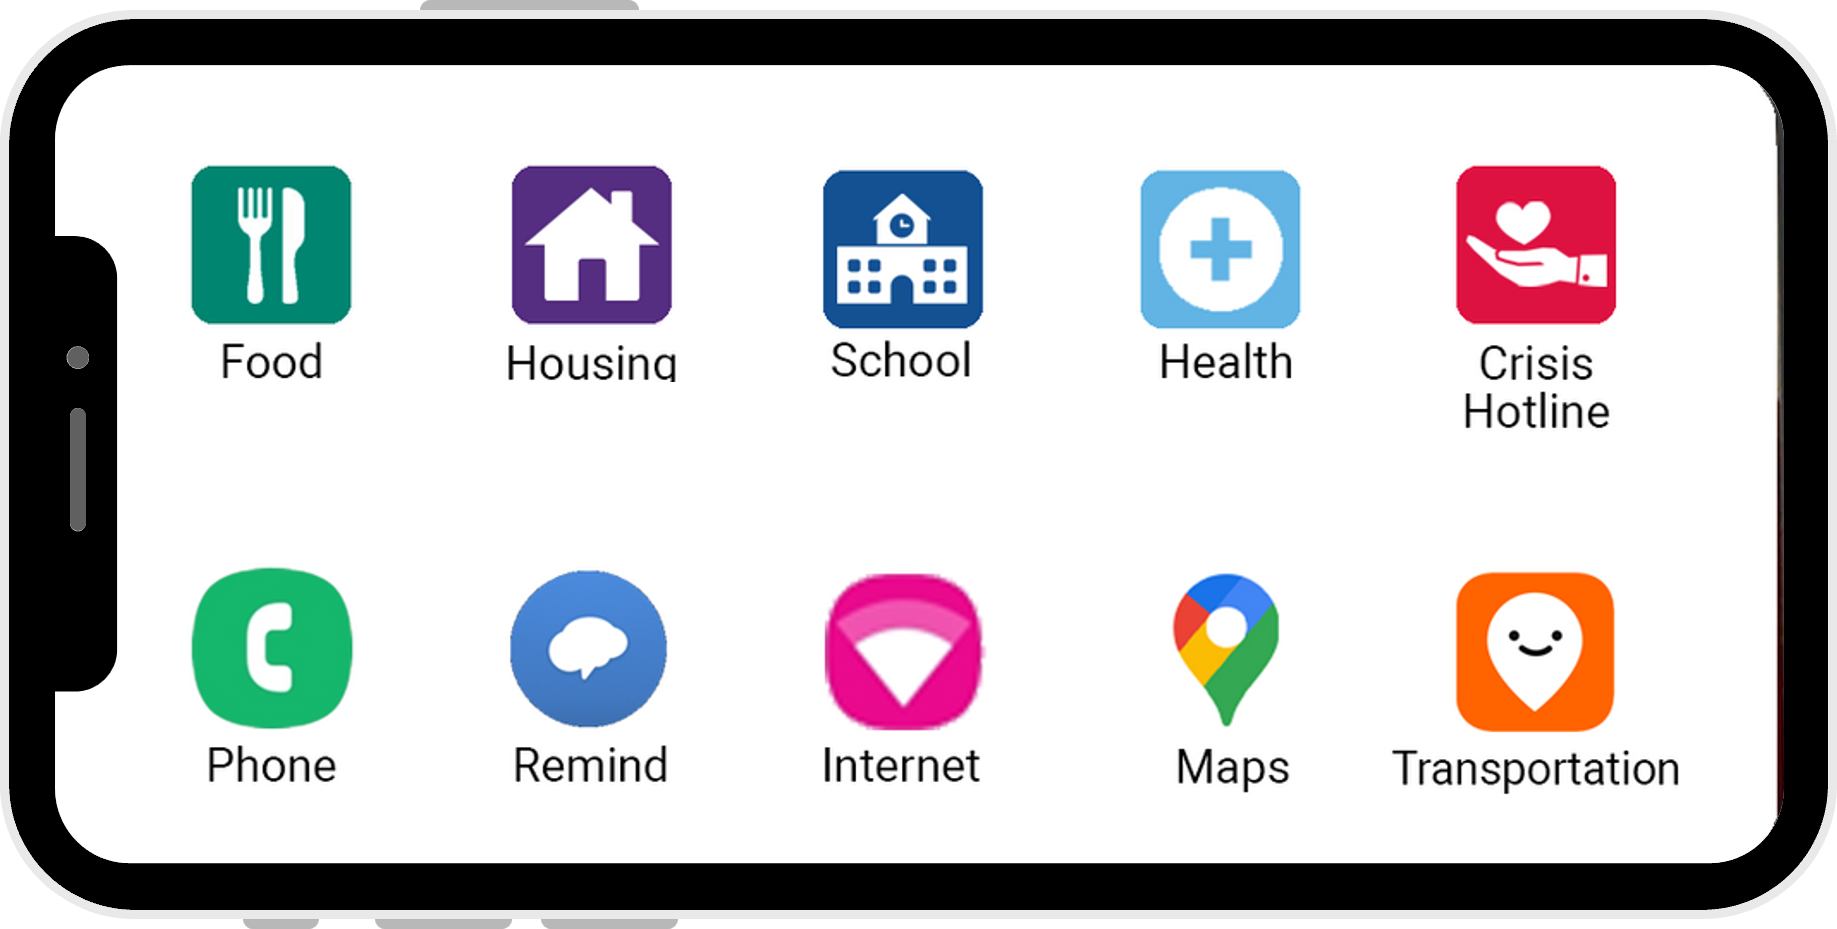 Food
Housing
School
Health
Crisis
Hotline
Phone
Remind
Internet
Maps
Transportation